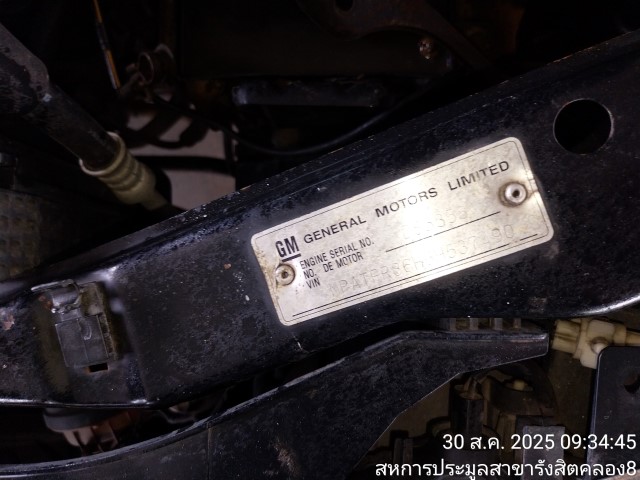 GM GENERAL MOTORS LIMITED
ENGINE SERIAL NO.
NO. DE MOTOR
VIN
30 ส.ค. 2025 09:34:45
สหการประมูลสาขารังสิตคลอง8